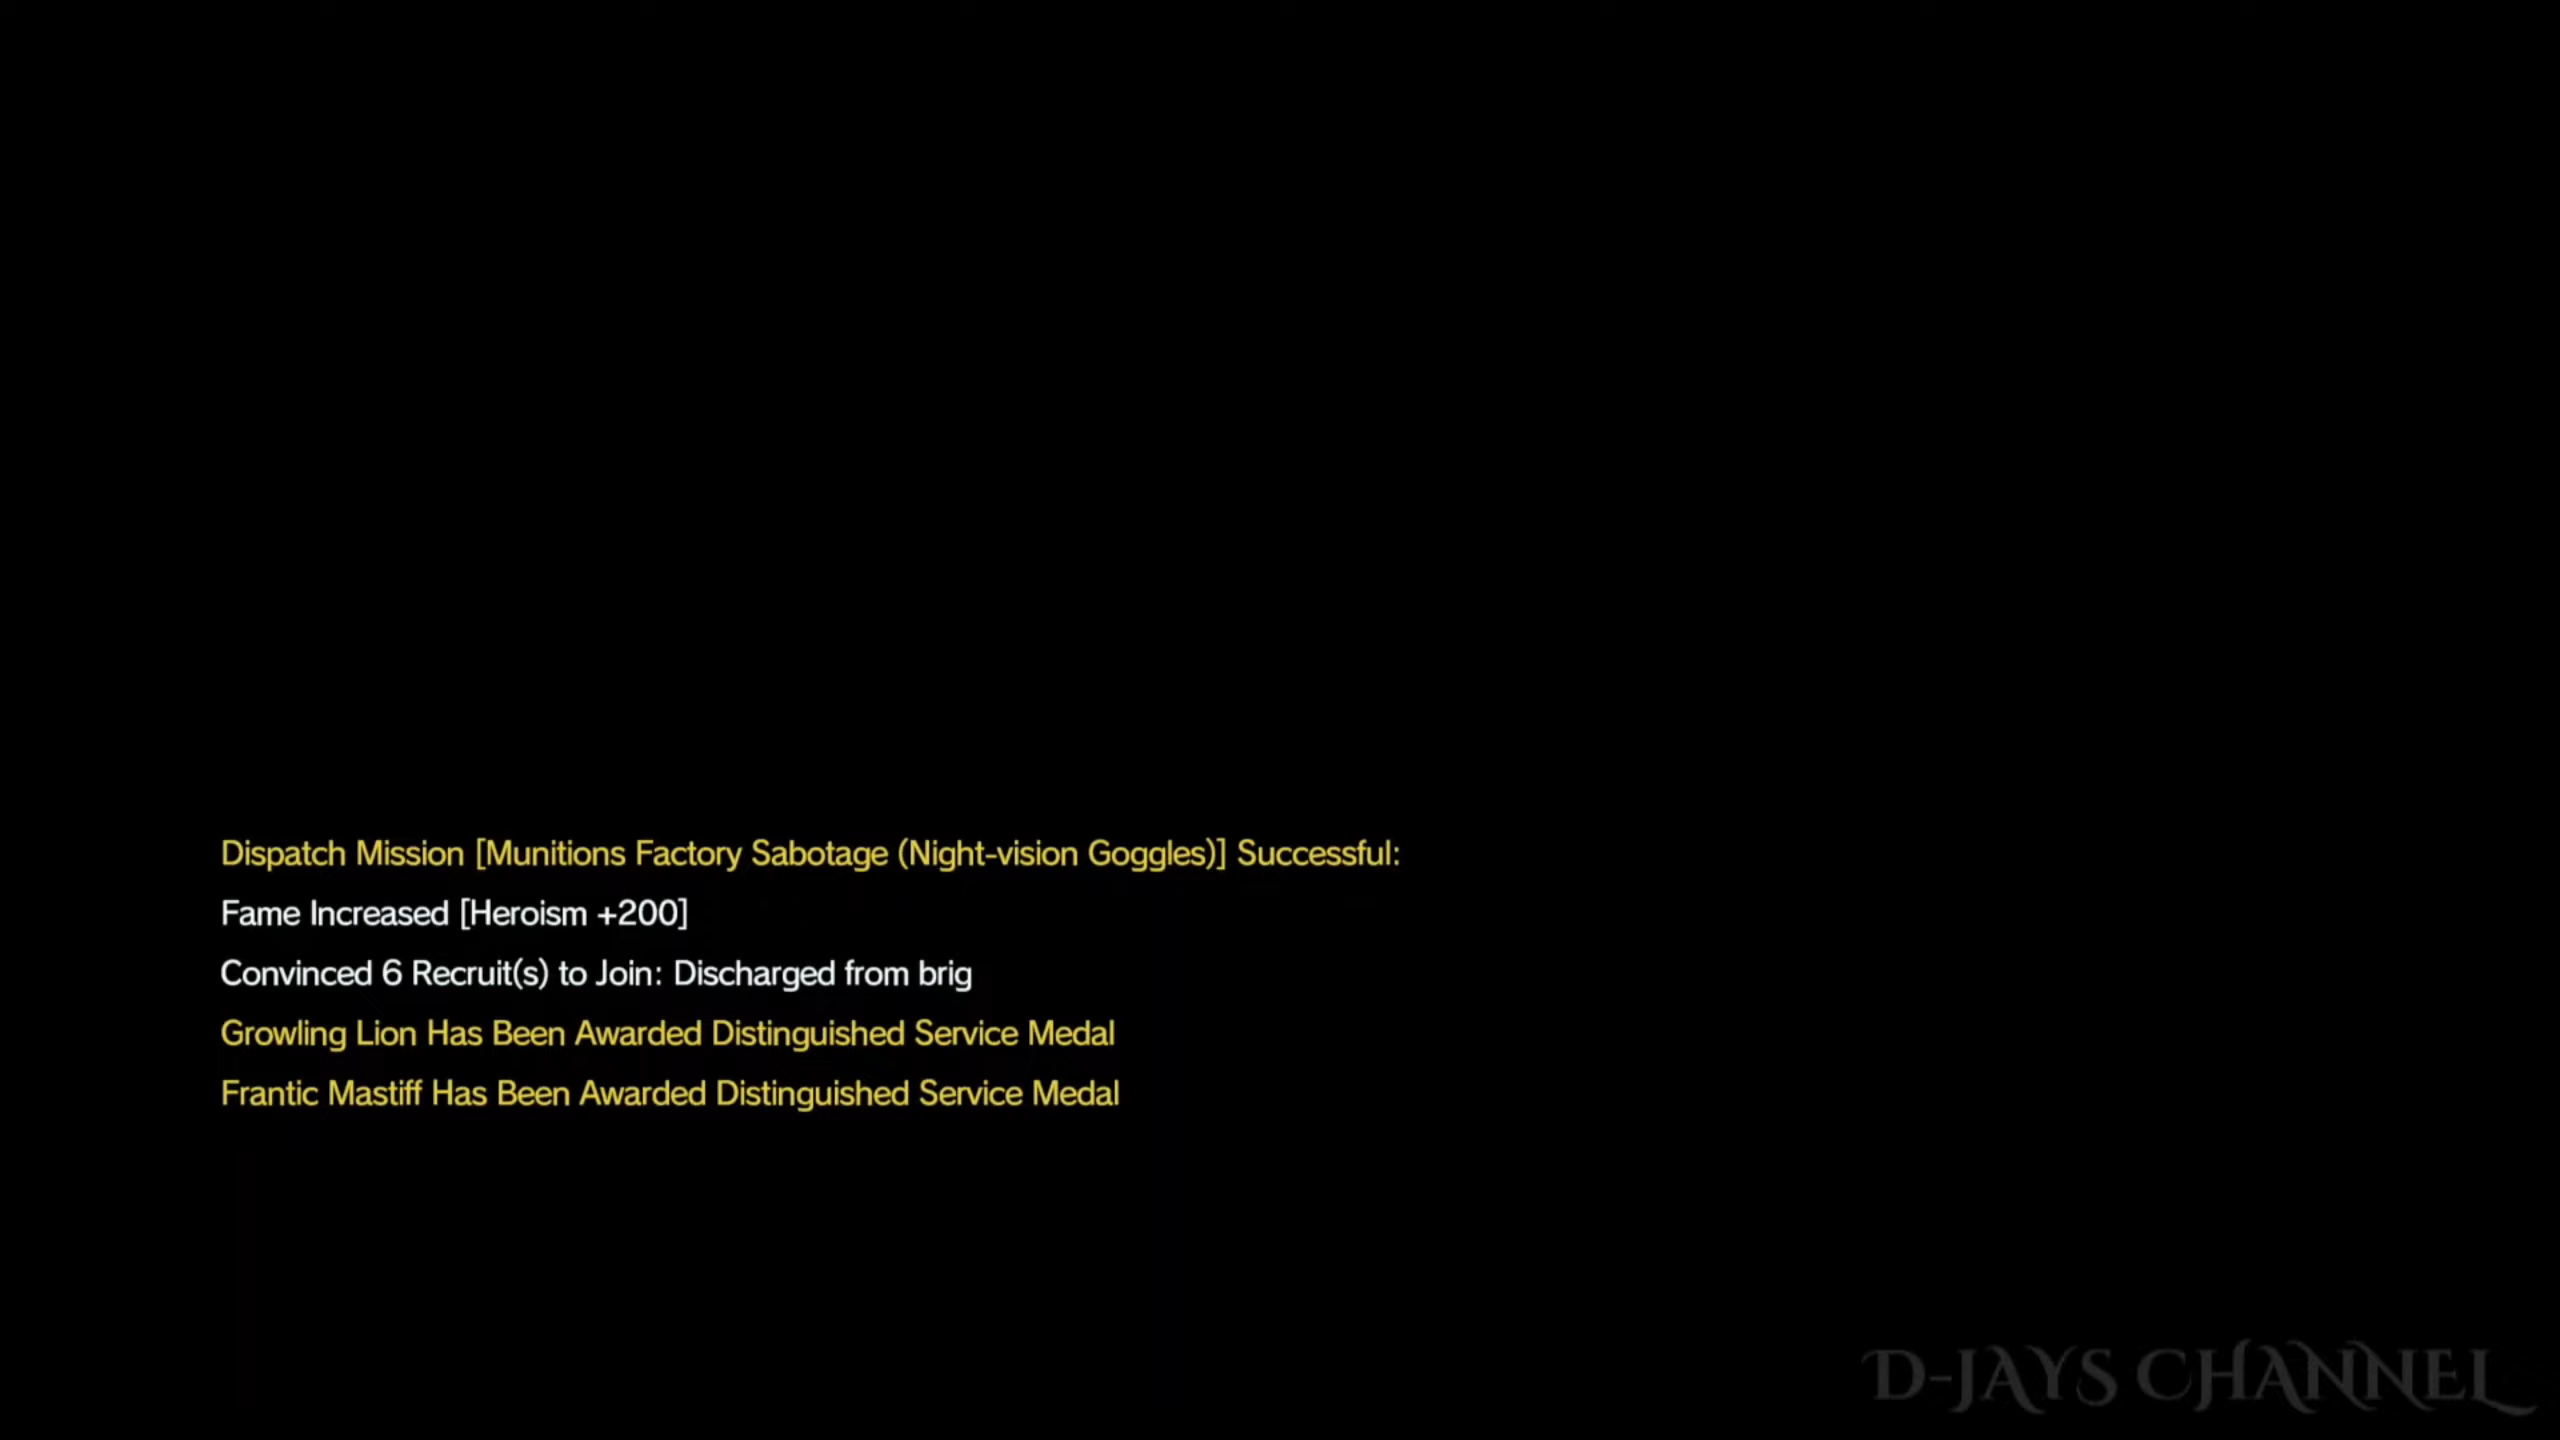 Dispatch Mission [Munitions Factory Sabotage (Night-vision Goggles)] Successful:
Fame Increased [Heroism +200]
Convinced 6 Recruit(s) to Join: Discharged from brig
Growling Lion Has Been Awarded Distinguished Service Medal
Frantic Mastiff Has Been Awarded Distinguished Service Medal
D-JAYS CHANNEL